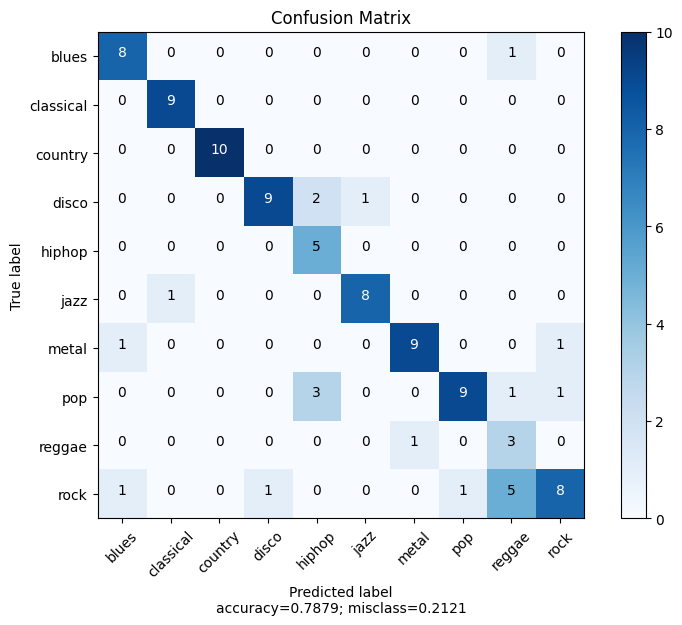 Confusion Matrix
True label
blues 8 0 0 0 0 0 0 0 1 0
classical 0 9 0 0 0 0 0 0 0 0
country 0 0 10 0 0 0 0 0 0 0
disco 0 0 0 9 2 1 0 0 0 0
hiphop 0 0 0 0 5 0 0 0 0 0
jazz 0 1 0 0 0 8 0 0 0 0
metal 1 0 0 0 0 0 9 0 0 1
pop 0 0 0 0 3 0 0 9 1 1
reggae 0 0 0 0 0 0 1 0 3 0
rock 1 0 0 1 0 0 0 1 5 8
blues classical country disco hiphop jazz metal pop reggae rock
Predicted label
accuracy=0.7879; misclass=0.2121
10
8
6
4
2
0